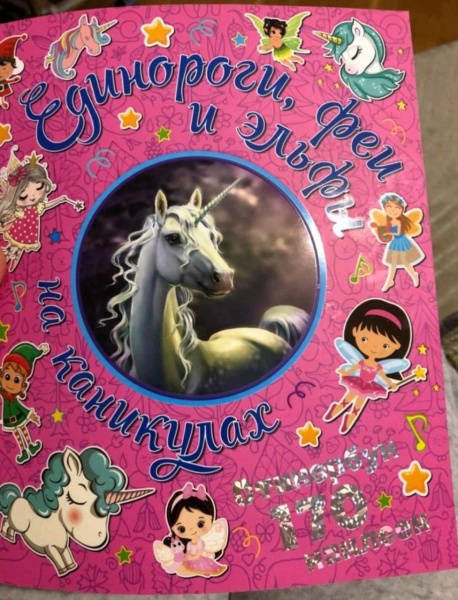 Единороги, феи
и эльфы
на каникулах
Стикербук
170
наклеек